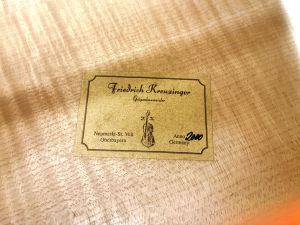 Friedrich Kreuzinger
Geigenbaumeister
Neumarkt-St. Veit
Oberbayern
Anno 2000
Germany